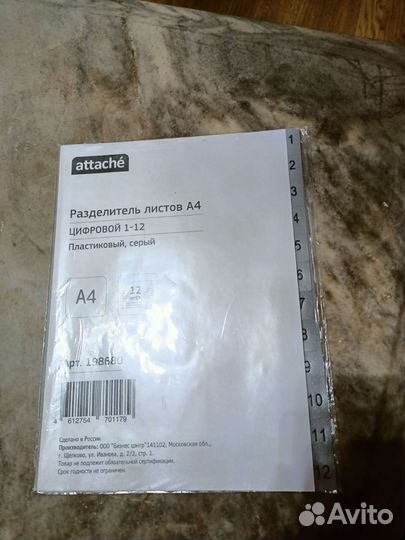 attaché
Разделитель листов А4
ЦИФРОВОЙ 1-12
Пластиковый, серый
А4
12
Арт. 198680
4 612754 701179
Сделано в России.
Производитель: ООО "Бизнес центр" 141102, Московская обл.,
г. Щелково, ул. Иванова, д. 2/2, стр. 1.
Товар не подлежит обязательной сертификации.
Срок годности не ограничен.
1
2
3
4
5
6
7
8
9
10
11
12
Avito